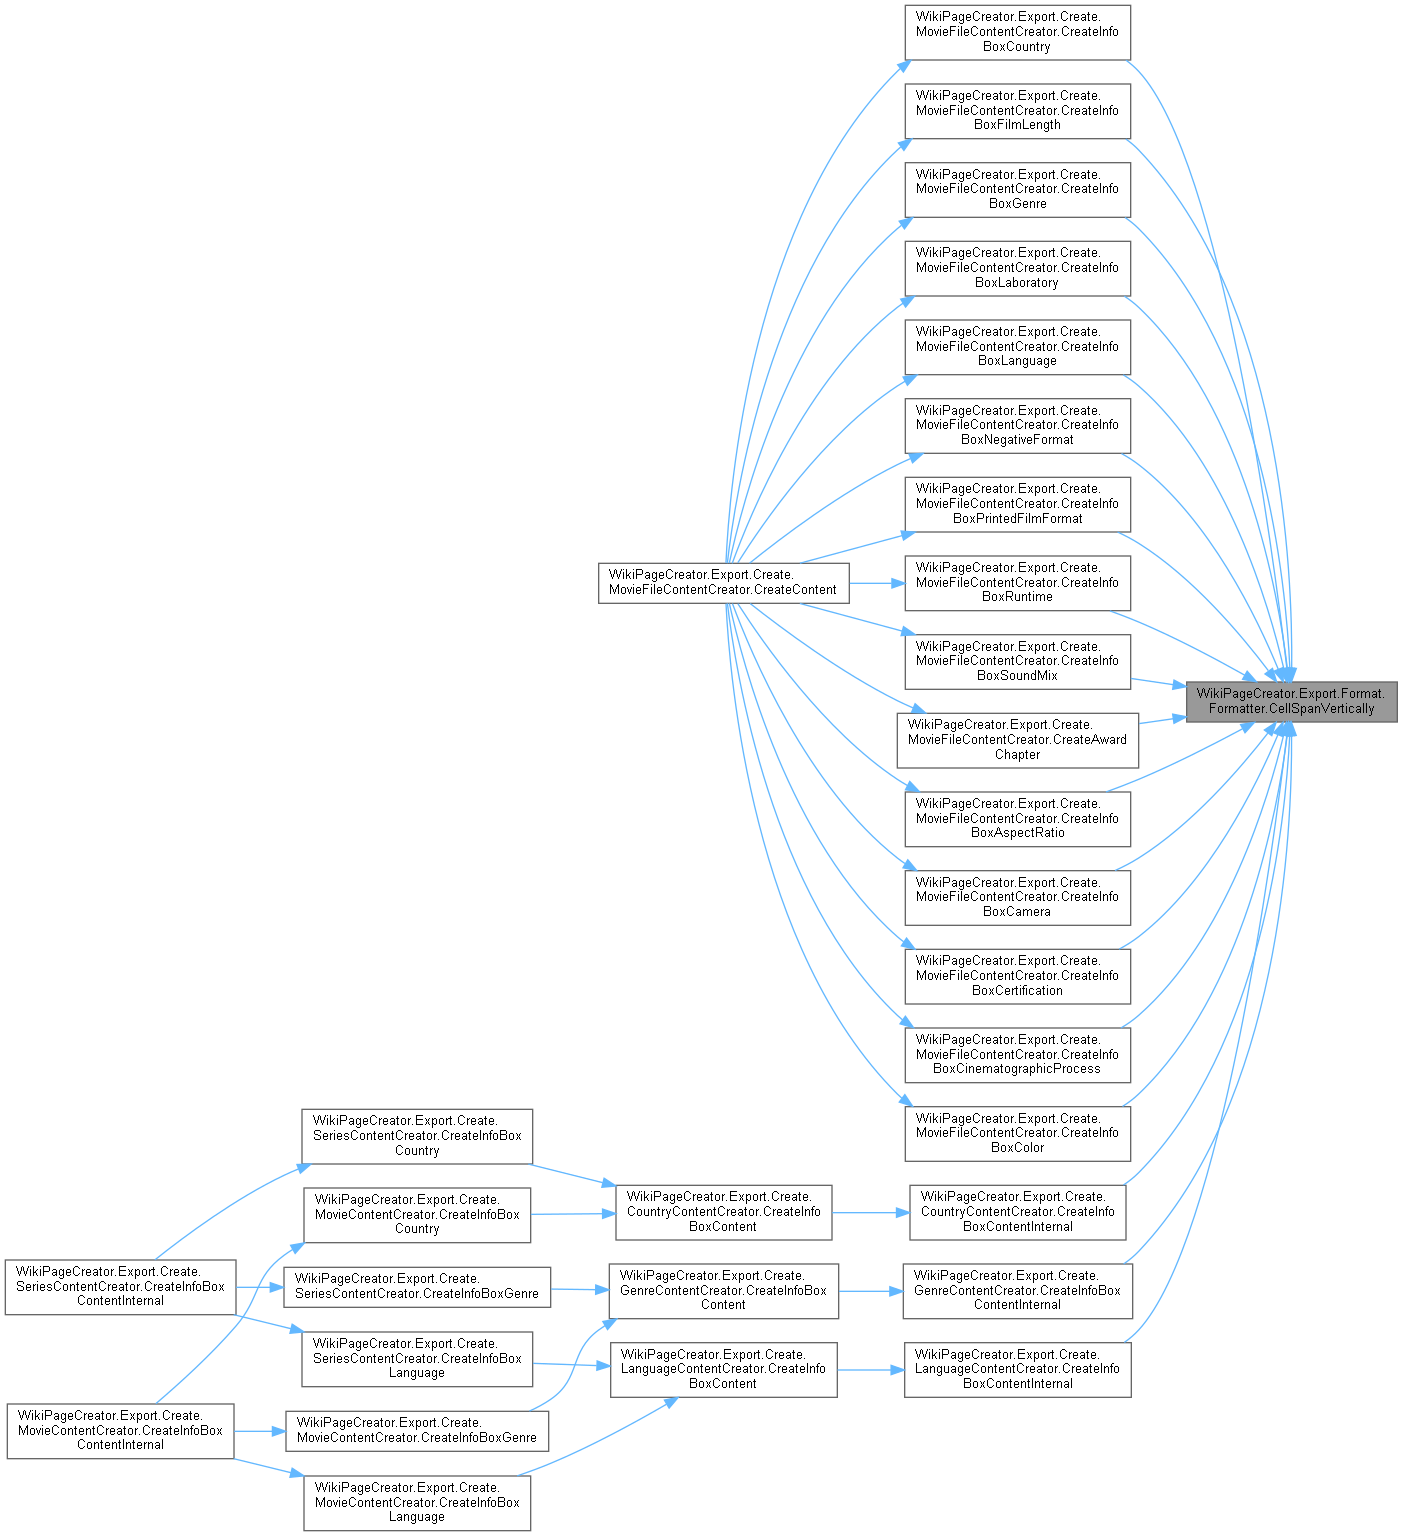 WikiPageCreator.Export.Create.
MovieFileContentCreator.CreateInfo
BoxCountry
WikiPageCreator.Export.Create.
MovieFileContentCreator.CreateInfo
BoxFilmLength
WikiPageCreator.Export.Create.
MovieFileContentCreator.CreateInfo
BoxGenre
WikiPageCreator.Export.Create.
MovieFileContentCreator.CreateInfo
BoxLaboratory
WikiPageCreator.Export.Create.
MovieFileContentCreator.CreateInfo
BoxLanguage
WikiPageCreator.Export.Create.
MovieFileContentCreator.CreateInfo
BoxNegativeFormat
WikiPageCreator.Export.Create.
MovieFileContentCreator.CreateInfo
BoxPrintedFilmFormat
WikiPageCreator.Export.Create.
MovieFileContentCreator.CreateContent
WikiPageCreator.Export.Create.
MovieFileContentCreator.CreateInfo
BoxRuntime
WikiPageCreator.Export.Create.
MovieFileContentCreator.CreateInfo
BoxSoundMix
WikiPageCreator.Export.Format.
Formatter.CellSpanVertically
WikiPageCreator.Export.Create.
MovieFileContentCreator.CreateAward
Chapter
WikiPageCreator.Export.Create.
MovieFileContentCreator.CreateInfo
BoxAspectRatio
WikiPageCreator.Export.Create.
MovieFileContentCreator.CreateInfo
BoxCamera
WikiPageCreator.Export.Create.
MovieFileContentCreator.CreateInfo
BoxCertification
WikiPageCreator.Export.Create.
MovieFileContentCreator.CreateInfo
BoxCinematographicProcess
WikiPageCreator.Export.Create.
MovieFileContentCreator.CreateInfo
BoxColor
WikiPageCreator.Export.Create.
SeriesContentCreator.CreateInfoBox
Country
WikiPageCreator.Export.Create.
MovieContentCreator.CreateInfoBox
Country
WikiPageCreator.Export.Create.
CountryContentCreator.CreateInfo
BoxContent
WikiPageCreator.Export.Create.
CountryContentCreator.CreateInfo
BoxContentInternal
WikiPageCreator.Export.Create.
SeriesContentCreator.CreateInfoBox
ContentInternal
WikiPageCreator.Export.Create.
SeriesContentCreator.CreateInfoBoxGenre
WikiPageCreator.Export.Create.
GenreContentCreator.CreateInfoBox
Content
WikiPageCreator.Export.Create.
GenreContentCreator.CreateInfoBox
ContentInternal
WikiPageCreator.Export.Create.
SeriesContentCreator.CreateInfoBox
Language
WikiPageCreator.Export.Create.
LanguageContentCreator.CreateInfo
BoxContent
WikiPageCreator.Export.Create.
LanguageContentCreator.CreateInfo
BoxContentInternal
WikiPageCreator.Export.Create.
MovieContentCreator.CreateInfoBox
ContentInternal
WikiPageCreator.Export.Create.
MovieContentCreator.CreateInfoBoxGenre
WikiPageCreator.Export.Create.
MovieContentCreator.CreateInfoBox
Language